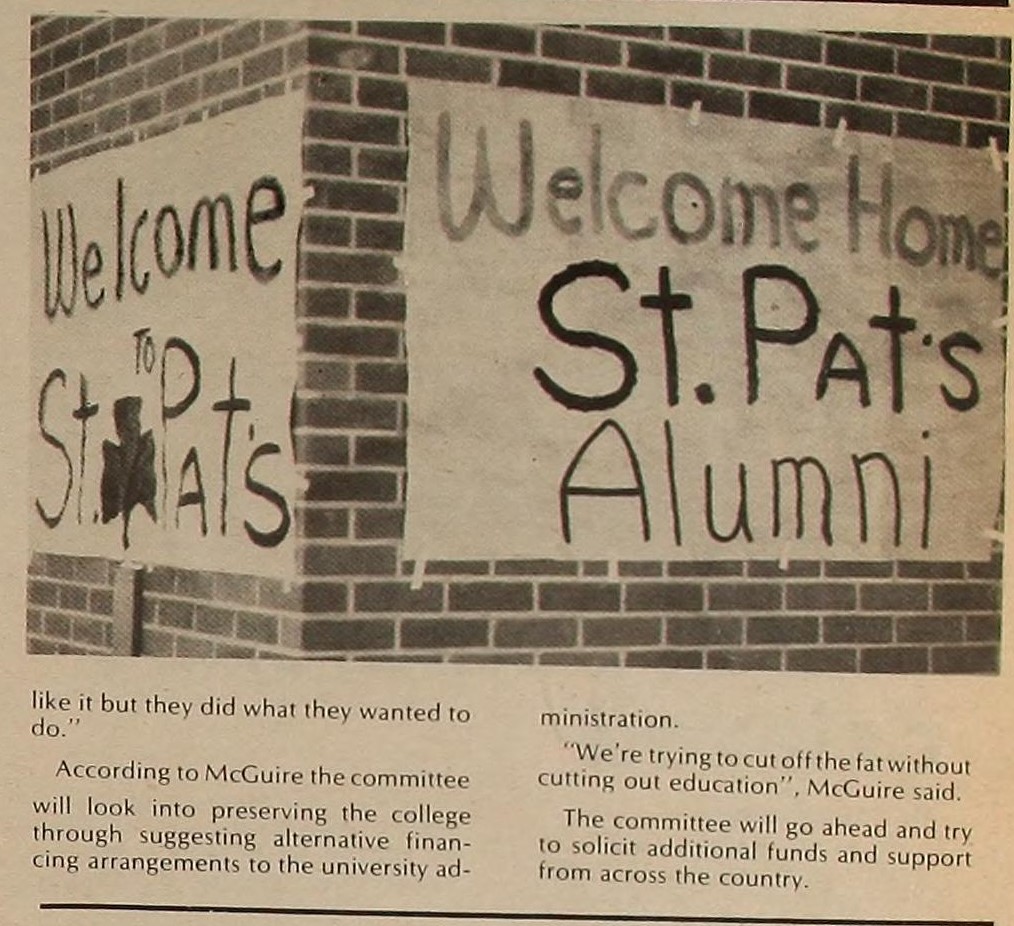 Welcome
To
St. Pat's
Welcome Home
St. Pat's
Alumni
like it but they did what they wanted to
do."
According to McGuire the committee
will look into preserving the college
through suggesting alternative finan-
cing arrangements to the university ad-
ministration.
"We're trying to cut off the fat without
cutting out education", McGuire said.
The committee will go ahead and try
to solicit additional funds and support
from across the country.